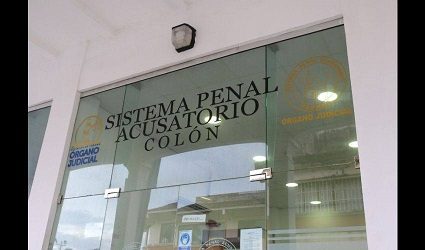 SISTEMA PENAL
ACUSATORIO
COLÓN
ÓRGANO
JUDICIAL
ÓRGANO JUDICIAL